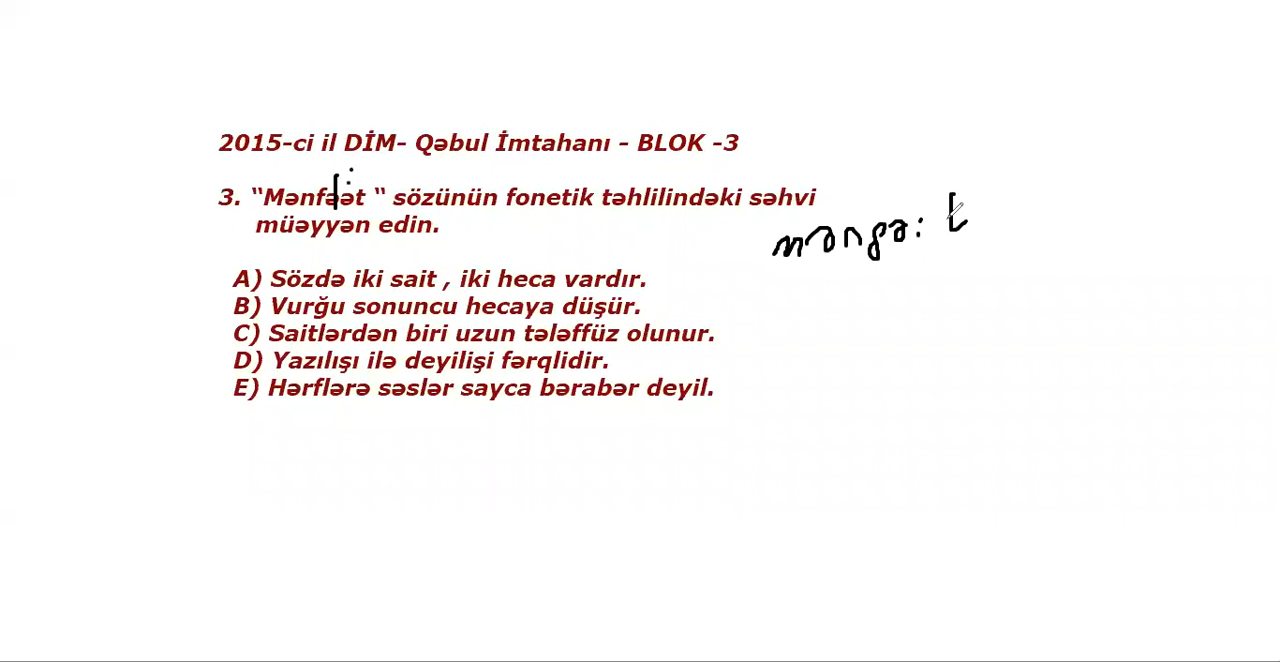 2015-ci il DİM- Qəbul İmtahanı - BLOK -3
3. “Mənfəət “ sözünün fonetik təhlilindəki səhvi
müəyyən edin.
mənfə: t
A) Sözdə iki sait , iki heca vardır.
B) Vurğu sonuncu hecaya düşür.
C) Saitlərdən biri uzun tələffüz olunur.
D) Yazılışı ilə deyilişi fərqlidir.
E) Hərflərə səslər sayca bərabər deyil.